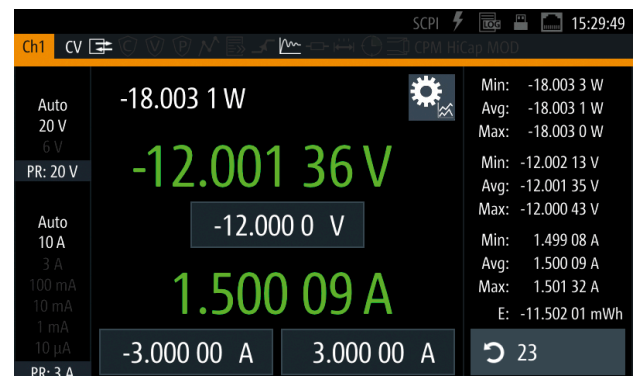 SCPI LOG 15:29:49
Ch1 CV C V P CPM HiCap MOD
Auto
20 V
6 V
PR: 20 V
Auto
10 A
3 A
100 mA
10 mA
1 mA
10 µA
PR: 3 A
-18.003 1 W
-12.001 36 V
-12.000 0 V
1.500 09 A
-3.000 00 A
3.000 00 A
Min: -18.003 3 W
Avg: -18.003 1 W
Max: -18.003 0 W
Min: -12.002 13 V
Avg: -12.001 35 V
Max: -12.000 43 V
Min: 1.499 08 A
Avg: 1.500 09 A
Max: 1.501 32 A
E: -11.502 01 mWh
23